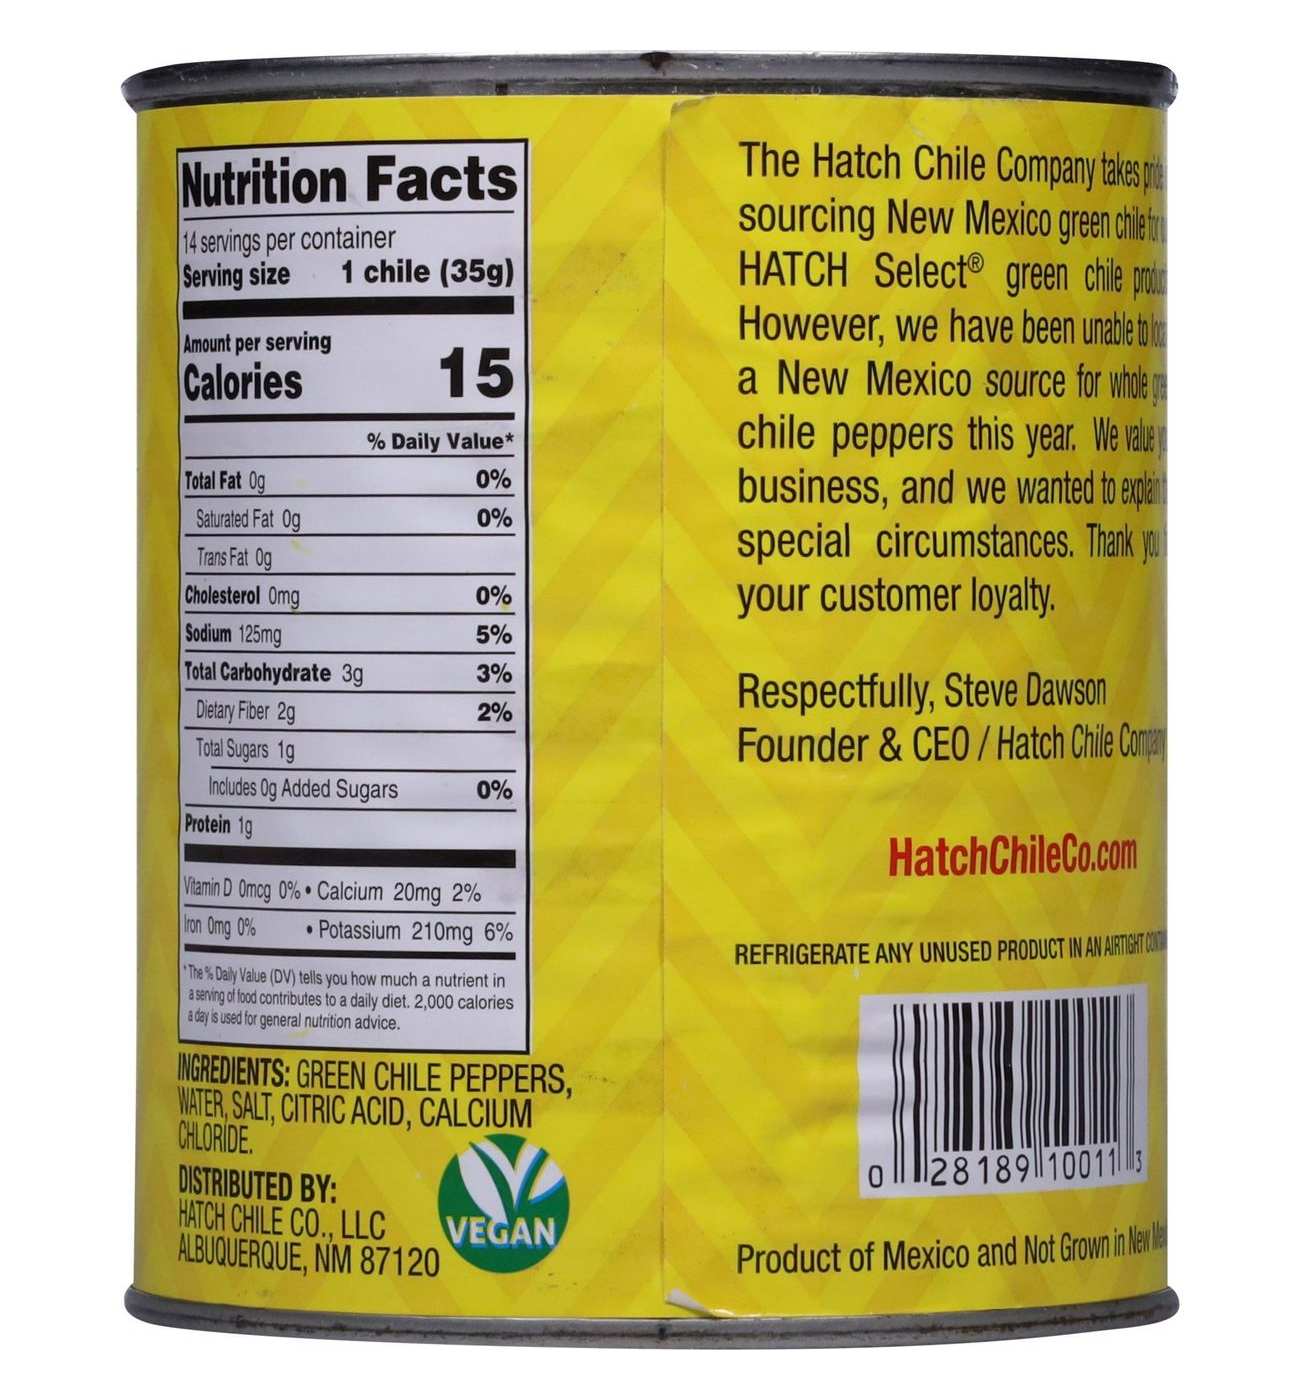 Nutrition Facts
14 servings per container
Serving size 1 chile (35g)
Amount per serving
Calories 15
% Daily Value*
Total Fat 0g 0%
Saturated Fat 0g 0%
Trans Fat 0g
Cholesterol 0mg 0%
Sodium 125mg 5%
Total Carbohydrate 3g 3%
Dietary Fiber 2g 2%
Total Sugars 1g
Includes 0g Added Sugars 0%
Protein 1g
Vitamin D 0mcg 0% • Calcium 20mg 2%
Iron 0mg 0% • Potassium 210mg 6%
* The % Daily Value (DV) tells you how much a nutrient in
a serving of food contributes to a daily diet. 2,000 calories
a day is used for general nutrition advice.
INGREDIENTS: GREEN CHILE PEPPERS,
WATER, SALT, CITRIC ACID, CALCIUM
CHLORIDE.
DISTRIBUTED BY:
HATCH CHILE CO., LLC
ALBUQUERQUE, NM 87120
VEGAN
The Hatch Chile Company takes pride
sourcing New Mexico green chile for
HATCH Select® green chile
However, we have been unable to
a New Mexico source for whole
chile peppers this year. We value
business, and we wanted to explain
special circumstances. Thank you
your customer loyalty.
Respectfully, Steve Dawson
Founder & CEO / Hatch Chile Company
HatchChileCo.com
REFRIGERATE ANY UNUSED PRODUCT IN AN AIRTIGHT
0 28189 10011 3
Product of Mexico and Not Grown in New